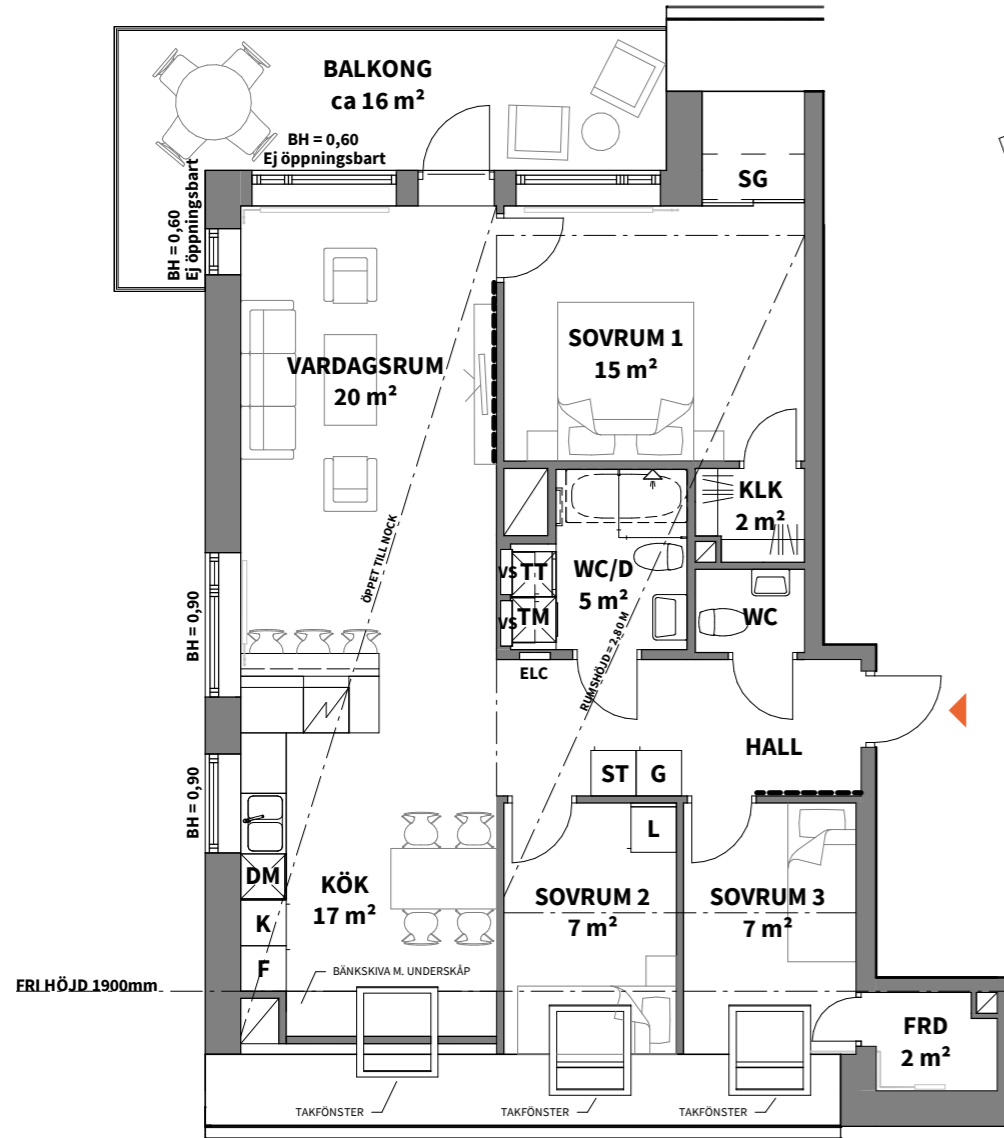 BALKONG
ca 16 m²
BH = 0,60
Ej öppningsbart
SG
BH = 0,60
Ej öppningsbart
SOVRUM 1
15 m²
VARDAGSRUM
20 m²
KLK
2 m²
ÖPPET TILL NOCK
VS TT
WC/D
5 m²
VS TM
WC
BH = 0,90
RUMSHÖJD = 2,80 M
ELC
HALL
ST G
BH = 0,90
L
DM
KÖK
17 m²
SOVRUM 2
7 m²
SOVRUM 3
7 m²
K
F
BÄNKSKIVA M. UNDERSKÅP
FRI HÖJD 1900mm
FRD
2 m²
TAKFÖNSTER
TAKFÖNSTER
TAKFÖNSTER